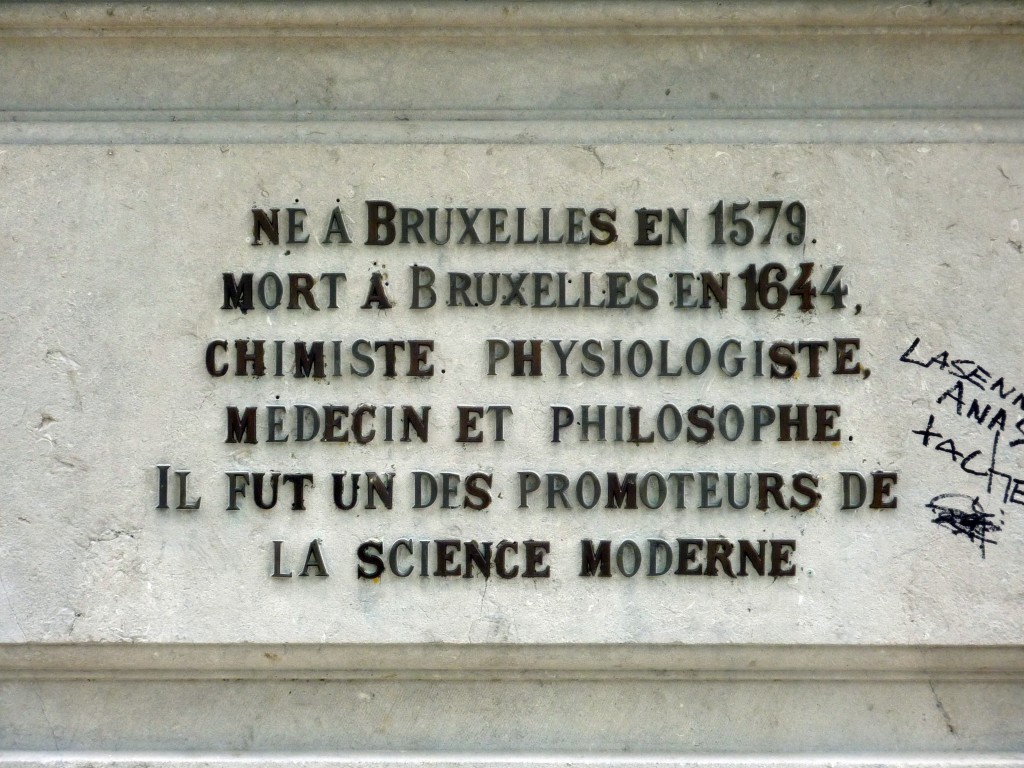 NÉ A BRUXELLES EN 1579.
MORT A BRUXELLES EN 1644,
CHIMISTE. PHYSIOLOGISTE,
MÉDECIN ET PHILOSOPHE.
IL FUT UN DES PROMOTEURS DE
LA SCIENCE MODERNE.